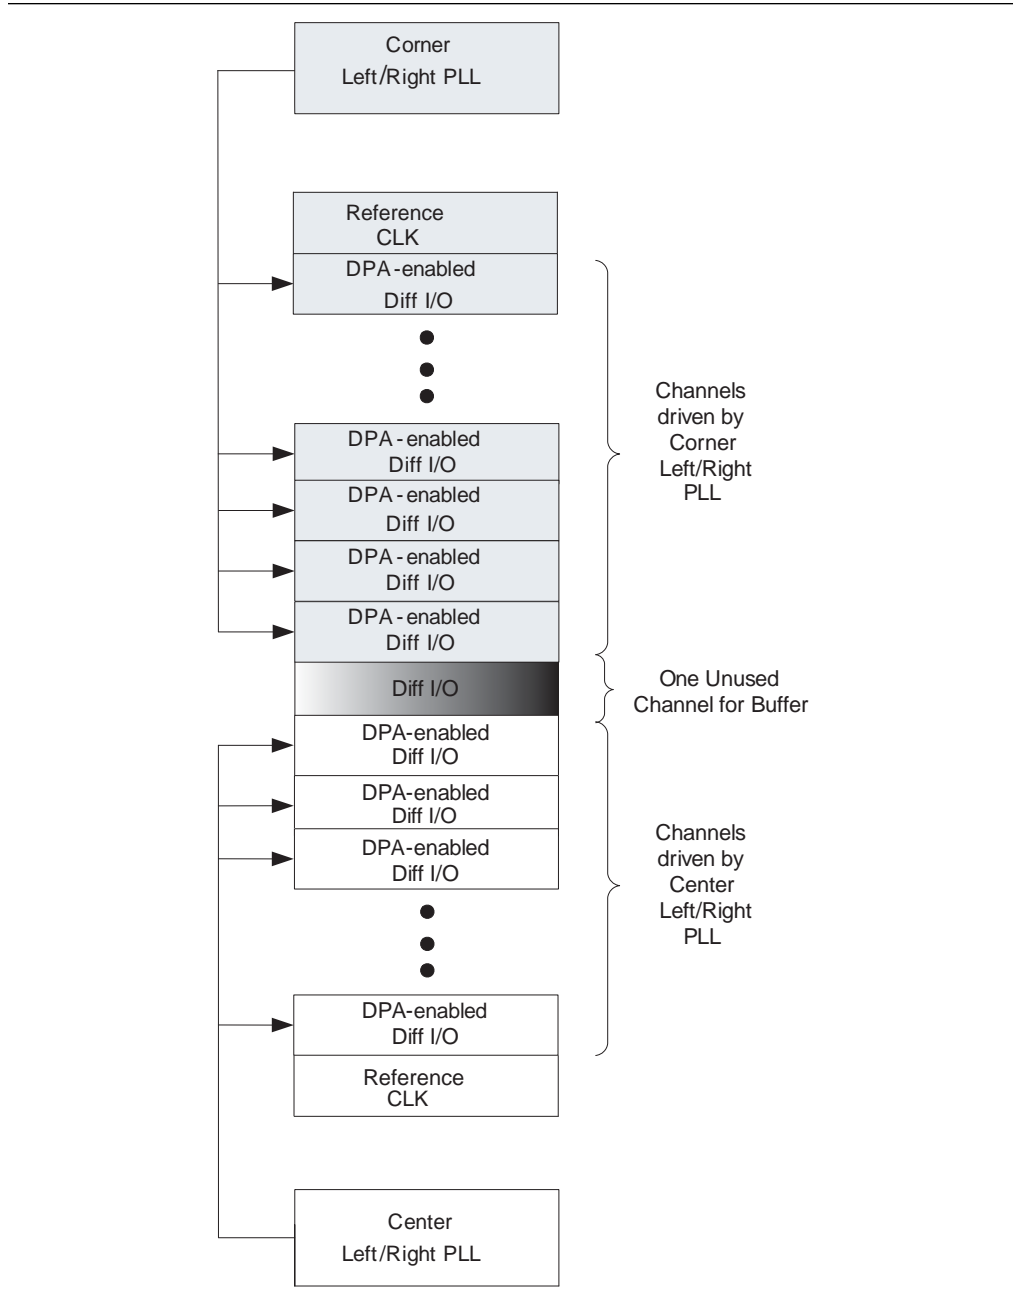 Corner
Left/Right PLL
Reference
CLK
DPA-enabled
Diff I/O
DPA-enabled
Diff I/O
DPA-enabled
Diff I/O
DPA-enabled
Diff I/O
DPA-enabled
Diff I/O
Channels
driven by
Corner
Left/Right
PLL
Diff I/O
One Unused
Channel for Buffer
DPA-enabled
Diff I/O
DPA-enabled
Diff I/O
DPA-enabled
Diff I/O
DPA-enabled
Diff I/O
Channels
driven by
Center
Left/Right
PLL
Reference
CLK
Center
Left/Right PLL